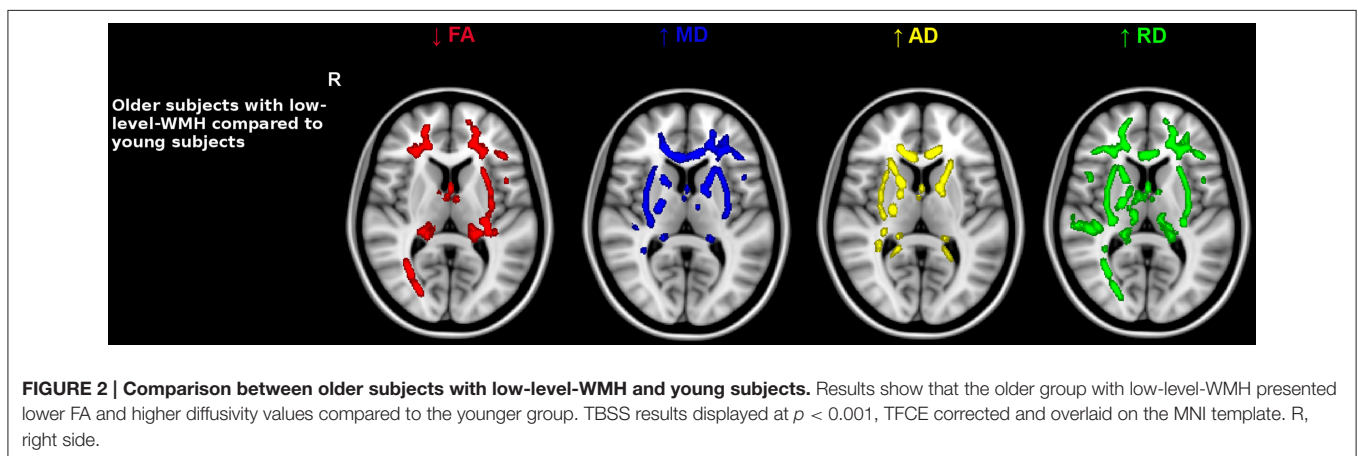 ↓ FA ↑ MD ↑ AD ↑ RD
R
Older subjects with low-
level-WMH compared to
young subjects
FIGURE 2 | Comparison between older subjects with low-level-WMH and young subjects. Results show that the older group with low-level-WMH presented
lower FA and higher diffusivity values compared to the younger group. TBSS results displayed at p < 0.001, TFCE corrected and overlaid on the MNI template. R,
right side.